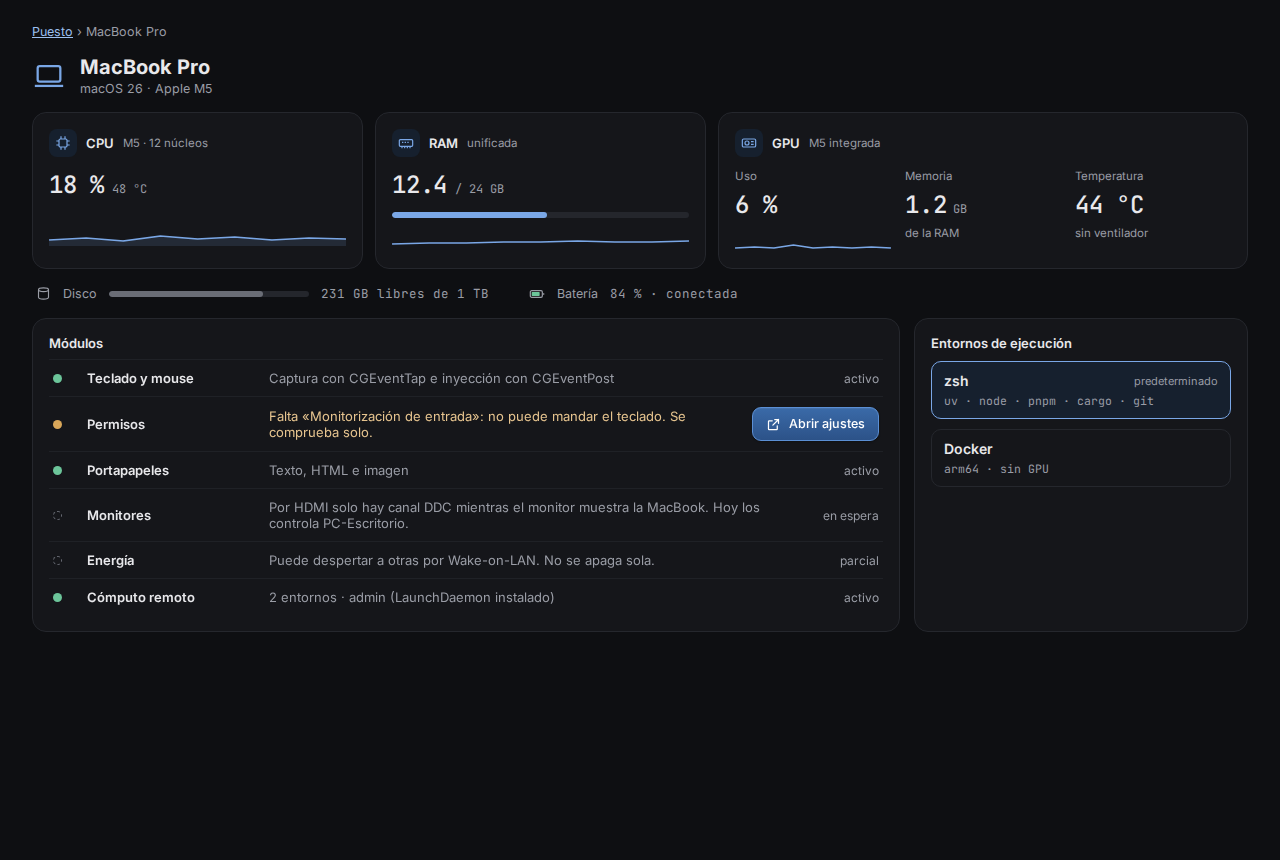 Puesto › MacBook Pro
MacBook Pro
macOS 26 · Apple M5
CPU M5 · 12 núcleos
18 % 48 °C
RAM unificada
12.4 / 24 GB
GPU M5 integrada
Uso
6 %
Memoria
1.2 GB
de la RAM
Temperatura
44 °C
sin ventilador
Disco 231 GB libres de 1 TB
Batería 84 % · conectada
Módulos
Teclado y mouse Captura con CGEventTap e inyección con CGEventPost activo
Permisos Falta «Monitorización de entrada»: no puede mandar el teclado. Se
comprueba solo.
Abrir ajustes
Portapapeles Texto, HTML e imagen activo
Monitores Por HDMI solo hay canal DDC mientras el monitor muestra la MacBook. Hoy los
controla PC-Escritorio.
en espera
Energía Puede despertar a otras por Wake-on-LAN. No se apaga sola. parcial
Cómputo remoto 2 entornos · admin (LaunchDaemon instalado) activo
Entornos de ejecución
zsh predeterminado
uv · node · pnpm · cargo · git
Docker
arm64 · sin GPU